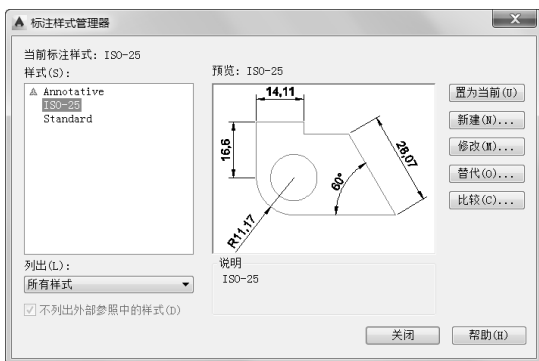 标注样式管理器
当前标注样式: ISO-25
样式(S):
Annotative
ISO-25
Standard
列出(L):
所有样式
不列出外部参照中的样式(D)
预览: ISO-25
14,11
16,6
28,07
60°
R11,17
说明
ISO-25
置为当前(U)
新建(N)...
修改(M)...
替代(O)...
比较(C)...
关闭
帮助(H)